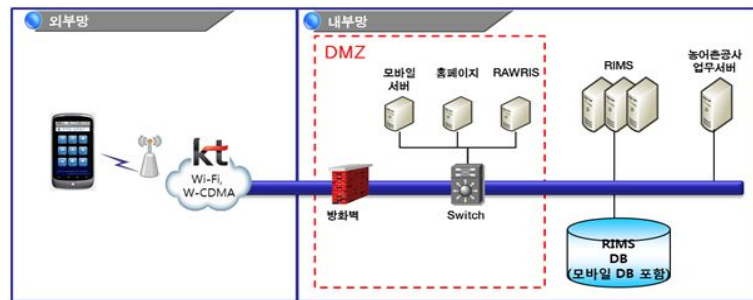 외부망
내부망
DMZ
모바일
서버
홈페이지
RAWRIS
RIMS
농어촌공사
업무서버
kt
Wi-Fi,
W-CDMA
방화벽
Switch
RIMS
DB
(모바일 DB 포함)